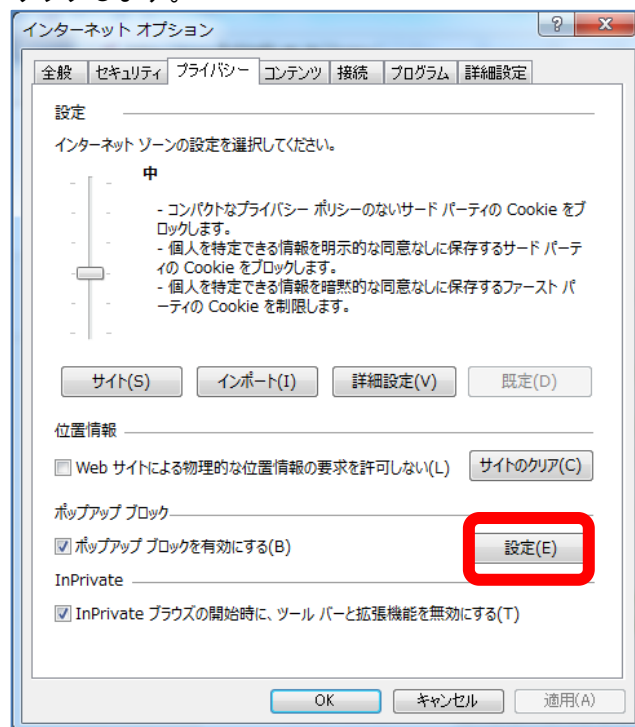 インターネット オプション
全般 セキュリティ プライバシー コンテンツ 接続 プログラム 詳細設定
設定
インターネット ゾーンの設定を選択してください。
中
- コンパクトなプライバシー ポリシーのないサード パーティの Cookie をブ
ロックします。
- 個人を特定できる情報を明示的な同意なしに保存するサード パーテ
ィの Cookie をブロックします。
- 個人を特定できる情報を暗黙的な同意なしに保存するファースト パ
ーティの Cookie を制限します。
サイト(S) インポート(I) 詳細設定(V) 既定(D)
位置情報
Web サイトによる物理的な位置情報の要求を許可しない(L) サイトのクリア(C)
ポップアップ ブロック
ポップアップ ブロックを有効にする(B) 設定(E)
InPrivate
InPrivate ブラウズの開始時に、ツール バーと拡張機能を無効にする(T)
OK キャンセル 適用(A)